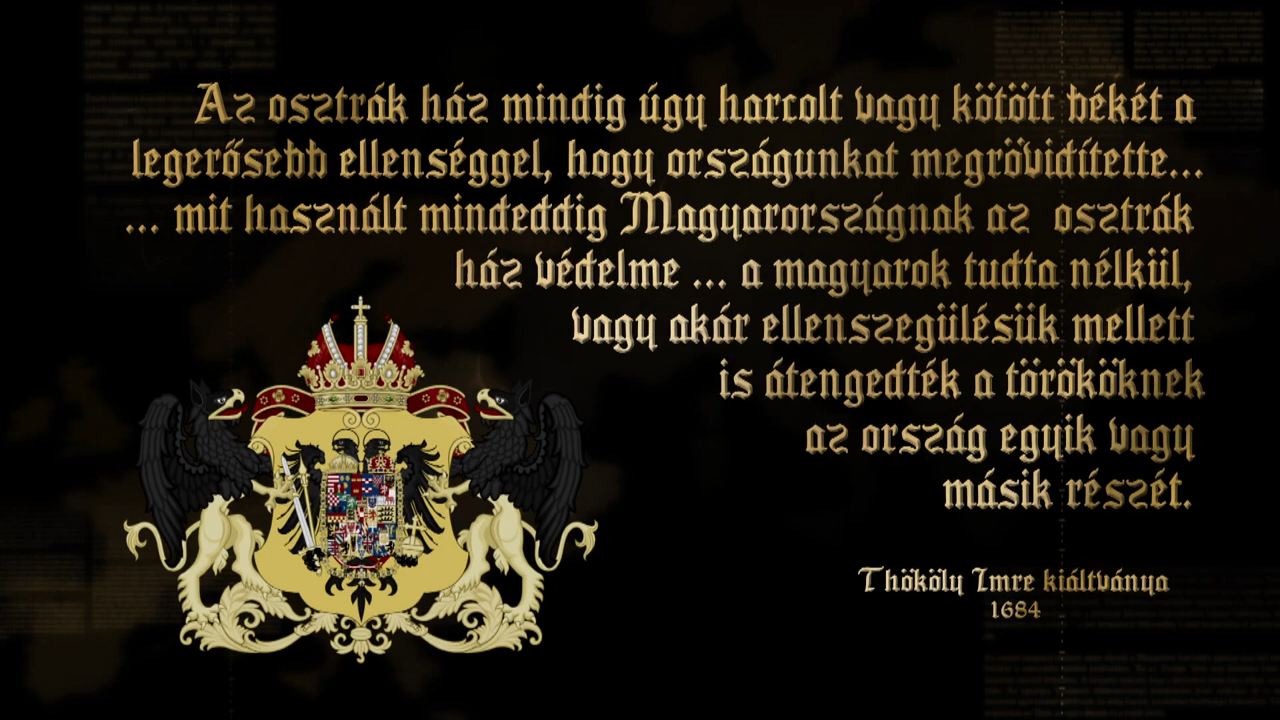 Az osztrák ház mindig úgy harcolt vagy kötött békét a
legerősebb ellenséggel, hogy országunkat megrövidítette...
... mit használt mindeddig Magyarországnak az osztrák
ház védelme ... a magyarok tudta nélkül,
vagy akár ellenszegülésük mellett
is átengedték a törököknek
az ország egyik vagy
másik részét.
Thököly Imre kiáltványa
1684